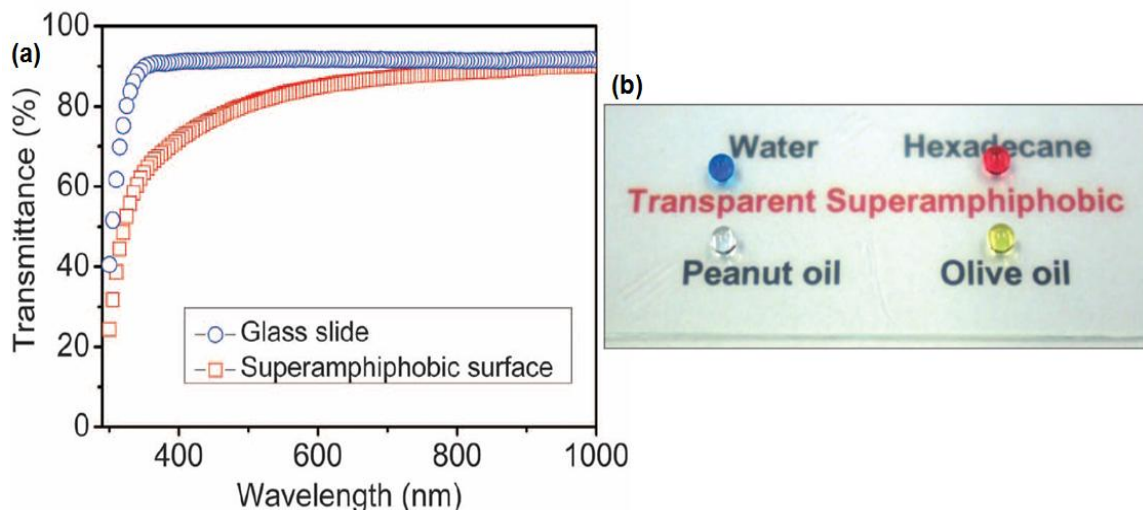 (a)
100
80
60
40
20
0
Transmittance (%)
Glass slide
Superamphiphobic surface
400
600
800
1000
Wavelength (nm)
(b)
Water Hexadecane
Transparent Superamphiphobic
Peanut oil Olive oil